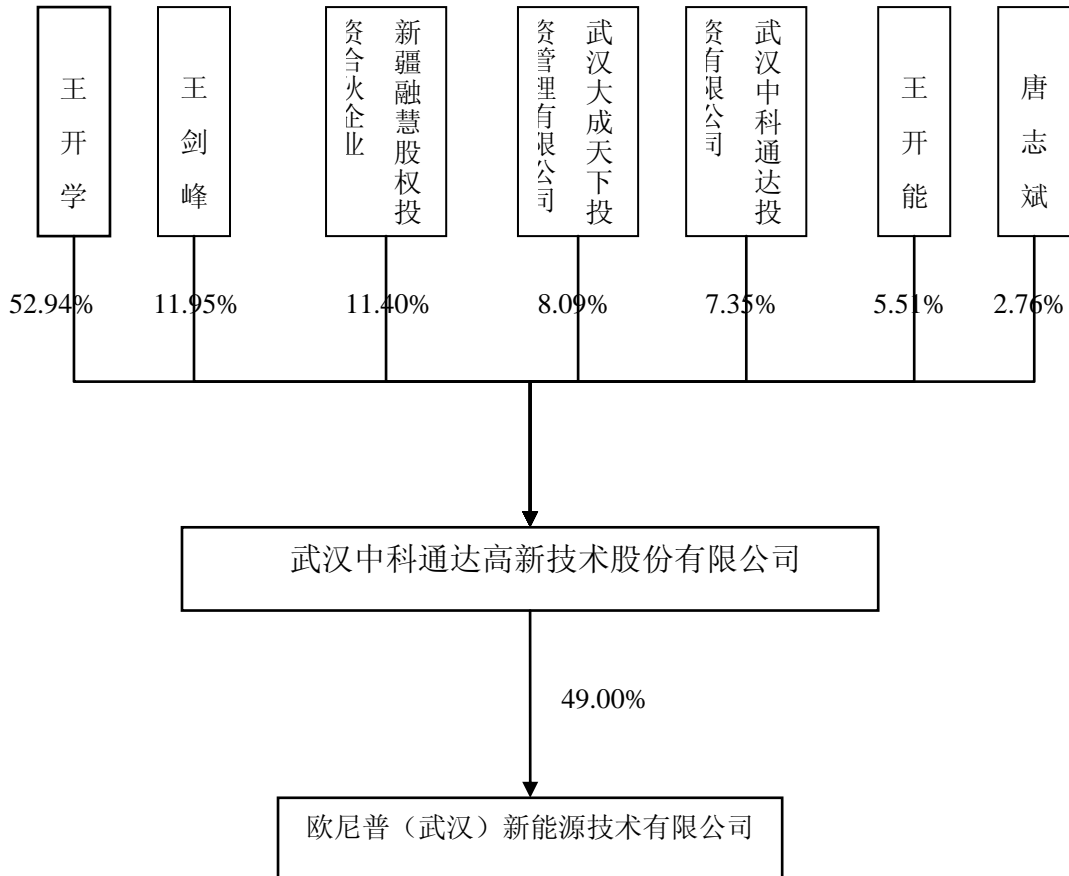 王开学
王剑峰
新疆融慧股权投
资合伙企业
武汉大成天下投
资管理有限公司
武汉中科通达投
资有限公司
王开能
唐志斌
52.94%
11.95%
11.40%
8.09%
7.35%
5.51%
2.76%
武汉中科通达高新技术股份有限公司
49.00%
欧尼普（武汉）新能源技术有限公司